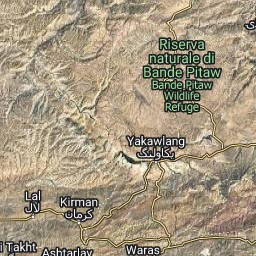 Riserva
naturale di
Bande Pitaw
Bande Pitaw
Wildlife
Refuge
Yakawlang
یکاولنگ
Lal
لال
Kirman
کرمان
i Takht
Ashtarlay
Waras